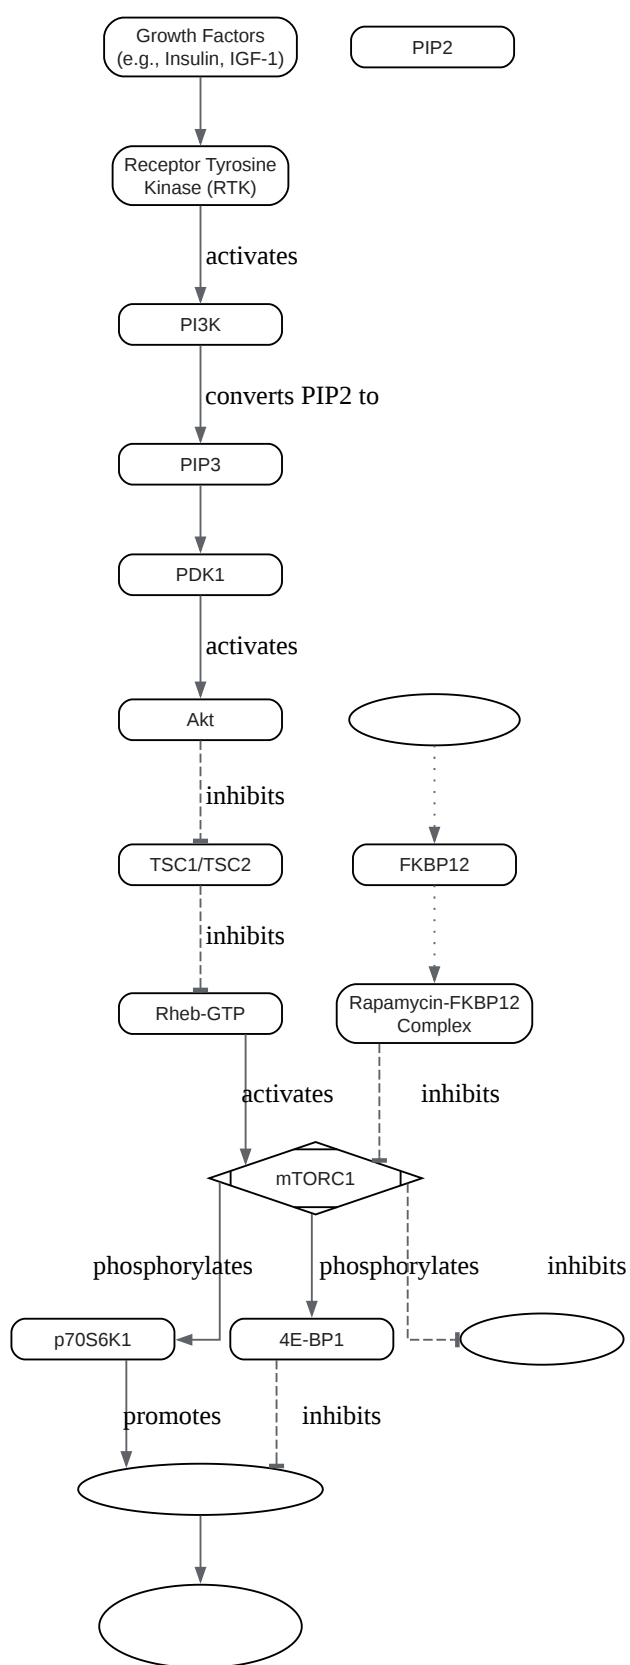 Growth Factors
(e.g., Insulin, IGF-1)
PIP2
Receptor Tyrosine
Kinase (RTK)
activates
PI3K
converts PIP2 to
PIP3
PDK1
activates
Akt
inhibits
TSC1/TSC2
FKBP12
inhibits
Rheb-GTP
Rapamycin-FKBP12
Complex
activates
inhibits
mTORC1
phosphorylates
phosphorylates
inhibits
p70S6K1
4E-BP1
promotes
inhibits